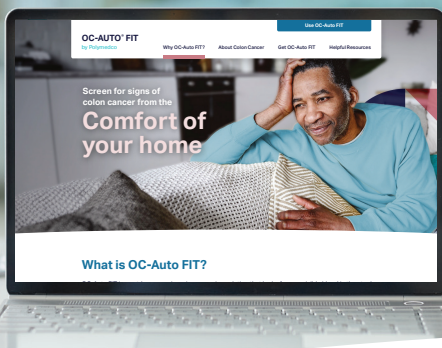 Use OC-Auto FIT
OC-AUTO® FIT
by Polymedco
Why OC-Auto FIT?
About Colon Cancer
Get OC-Auto FIT
Helpful Resources
Screen for signs of
colon cancer from the
Comfort of
your home
What is OC-Auto FIT?